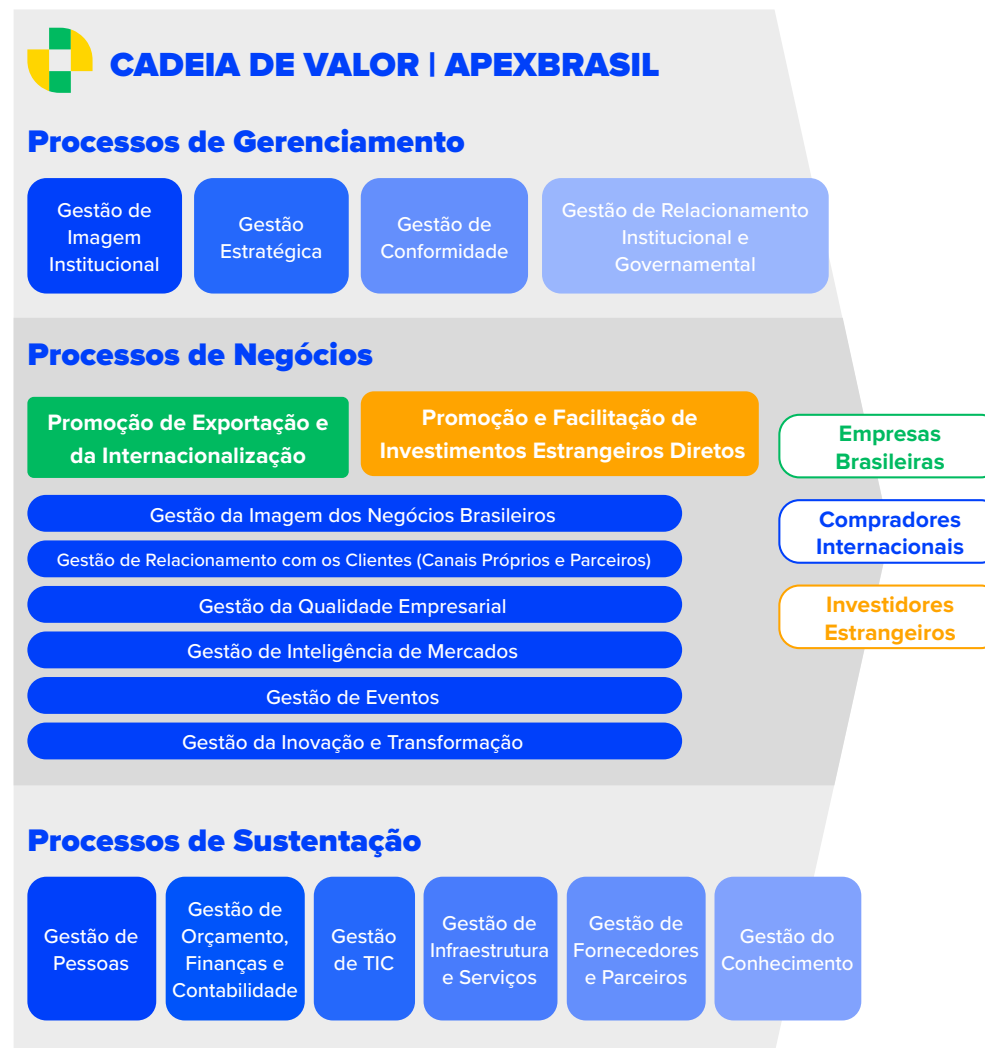 CADEIA DE VALOR | APEXBRASIL
Processos de Gerenciamento
Gestão de
Imagem
Institucional
Gestão
Estratégica
Gestão de
Conformidade
Gestão de Relacionamento
Institucional e
Governamental
Processos de Negócios
Promoção de Exportação e
da Internacionalização
Promoção e Facilitação de
Investimentos Estrangeiros Diretos
Gestão da Imagem dos Negócios Brasileiros
Gestão de Relacionamento com os Clientes (Canais Próprios e Parceiros)
Gestão da Qualidade Empresarial
Gestão de Inteligência de Mercados
Gestão de Eventos
Gestão da Inovação e Transformação
Empresas
Brasileiras
Compradores
Internacionais
Investidores
Estrangeiros
Processos de Sustentação
Gestão de
Pessoas
Gestão de
Orçamento,
Finanças e
Contabilidade
Gestão
de TIC
Gestão de
Infraestrutura
e Serviços
Gestão de
Fornecedores
e Parceiros
Gestão do
Conhecimento